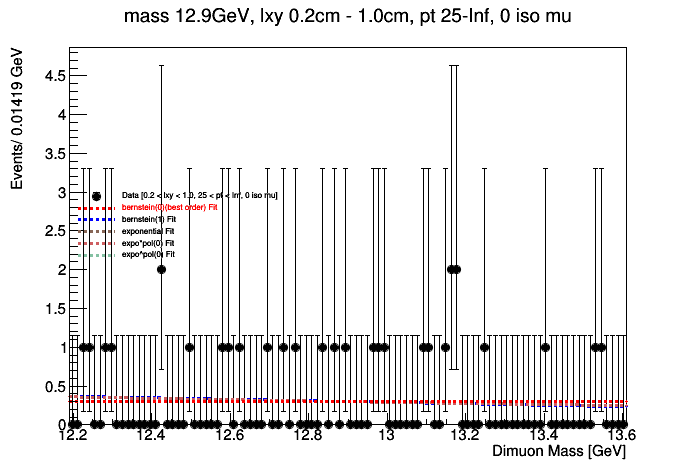 mass 12.9GeV, lxy 0.2cm - 1.0cm, pt 25-Inf, 0 iso mu
Events/ 0.01419 GeV
4.5
4
3.5
3
2.5
2
1.5
1
0.5
0
Data [0.2 < lxy < 1.0, 25 < pt < Inf, 0 iso mu]
bernstein(0)(best order) Fit
bernstein(1) Fit
exponential Fit
expo*pol(0) Fit
expo^pol(0) Fit
12.2 12.4 12.6 12.8 13 13.2 13.4 13.6
Dimuon Mass [GeV]